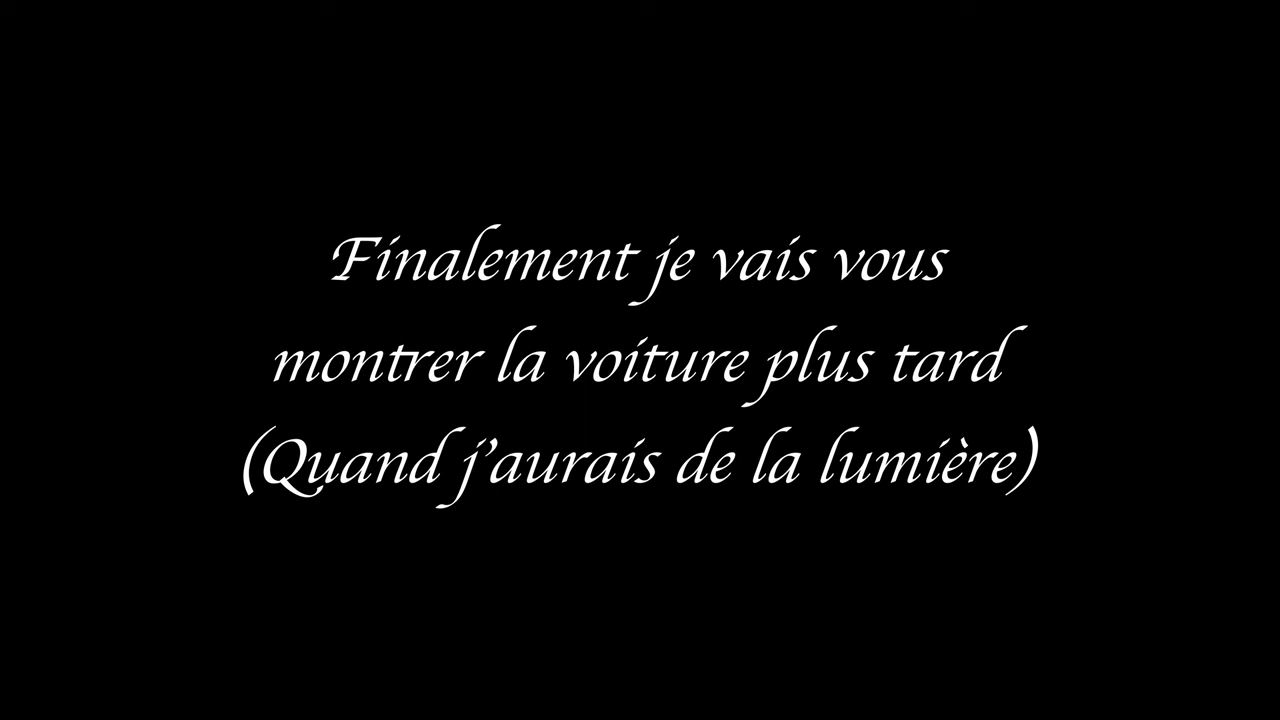 Finalement je vais vous
montrer la voiture plus tard
(Quand j'aurais de la lumière)